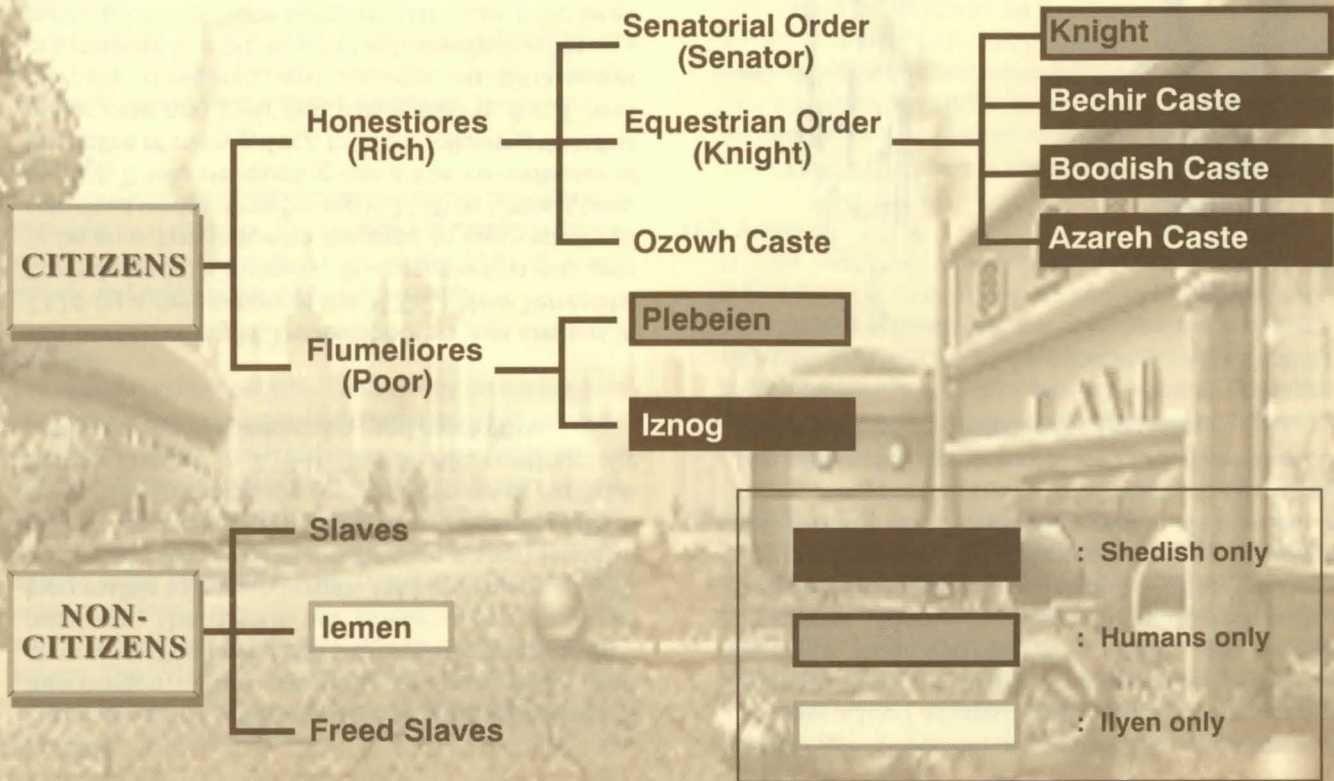 CITIZENS
Honestiores
(Rich)
Senatorial Order
(Senator)
Equestrian Order
(Knight)
Knight
Bechir Caste
Boodish Caste
Azareh Caste
Ozowh Caste
Flumeliores
(Poor)
Plebeien
Iznog
NON-
CITIZENS
Slaves
Iemen
Freed Slaves
: Shedish only
: Humans only
: Ilyen only